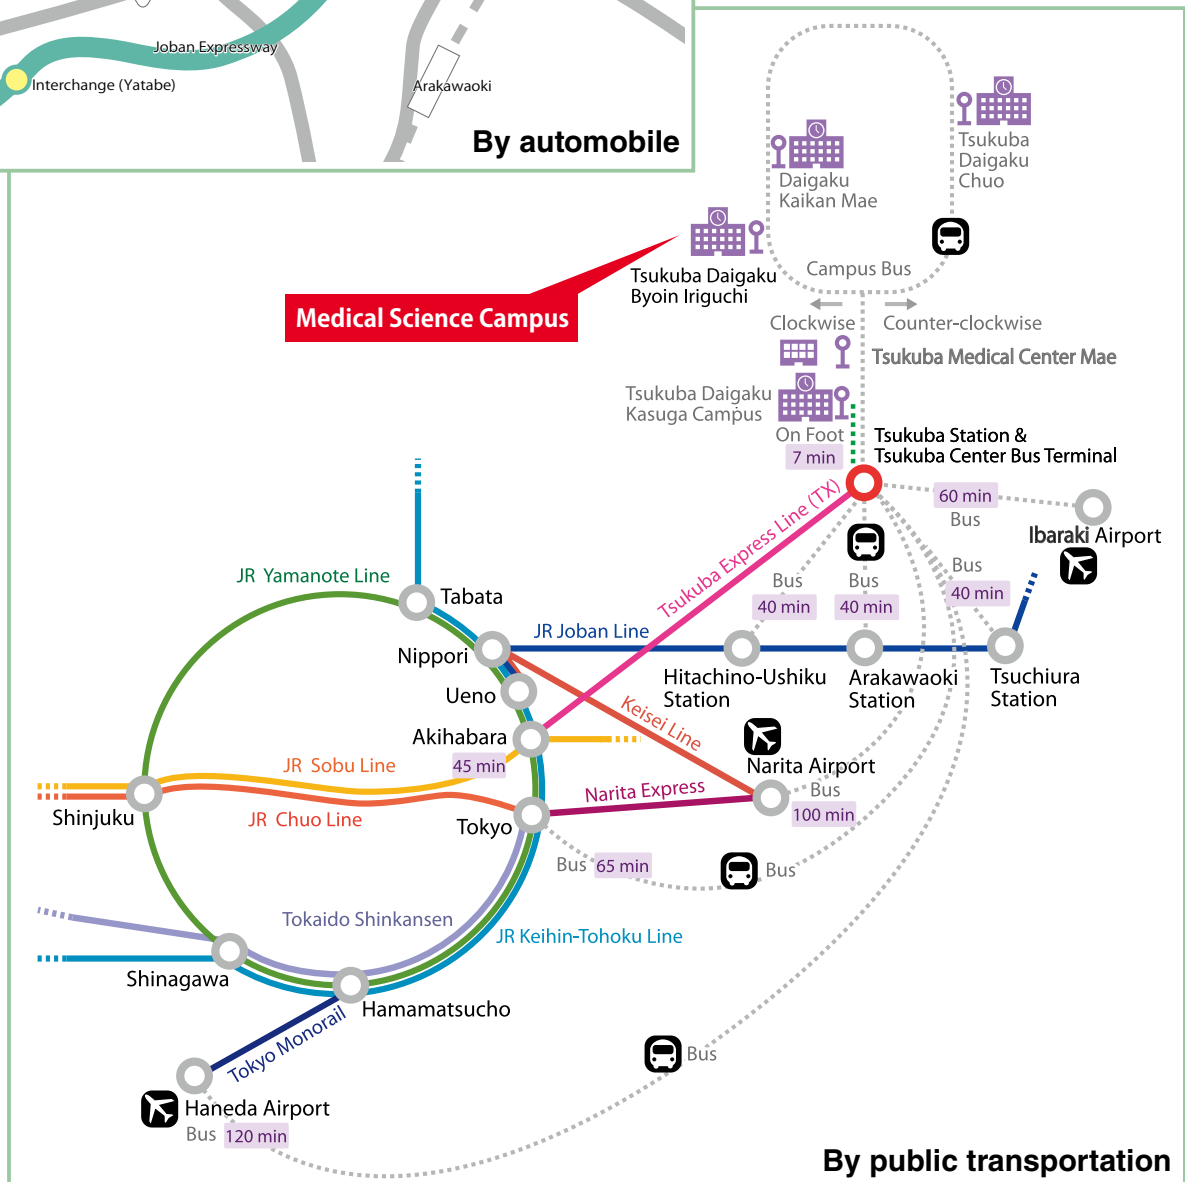 Joban Expressway
Interchange (Yatabe)
Arakawaoki
By automobile
Tsukuba
Daigaku
Chuo
Daigaku
Kaikan Mae
Tsukuba Daigaku
Byoin Iriguchi
Campus Bus
Medical Science Campus
Clockwise
Counter-clockwise
Tsukuba Medical Center Mae
Tsukuba Daigaku
Kasuga Campus
On Foot
7 min
Tsukuba Station &
Tsukuba Center Bus Terminal
60 min
Bus
Ibaraki Airport
Tsukuba Express Line (TX)
Bus
40 min
Bus
40 min
Bus
40 min
JR Yamanote Line
Tabata
JR Joban Line
Nippori
Hitachino-Ushiku
Station
Arakawaoki
Station
Tsuchiura
Station
Ueno
Keisei Line
Akihabara
45 min
JR Sobu Line
Narita Airport
Bus
100 min
Narita Express
Shinjuku
JR Chuo Line
Tokyo
Bus 65 min
Bus
Tokaido Shinkansen
JR Keihin-Tohoku Line
Shinagawa
Hamamatsucho
Tokyo Monorail
Bus
Haneda Airport
Bus 120 min
By public transportation